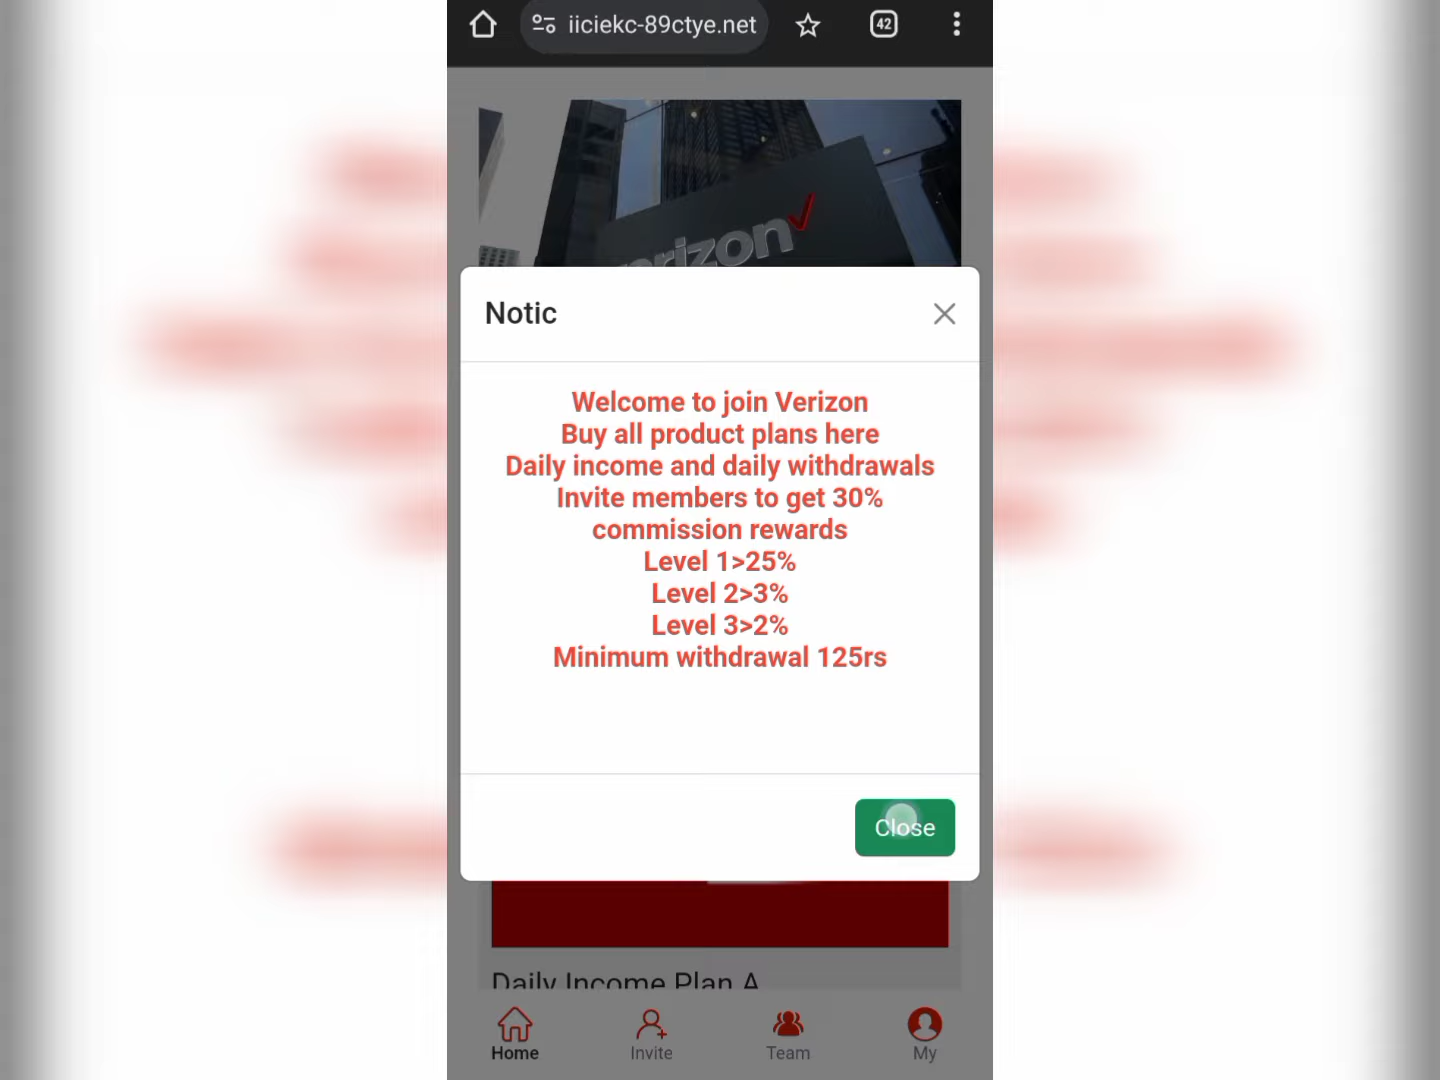 iiciekc-89ctye.net
42
verizon
Notic
Welcome to join Verizon
Buy all product plans here
Daily income and daily withdrawals
Invite members to get 30%
commission rewards
Level 1>25%
Level 2>3%
Level 3>2%
Minimum withdrawal 125rs
Close
Daily Income Plan A
Home
Invite
Team
My